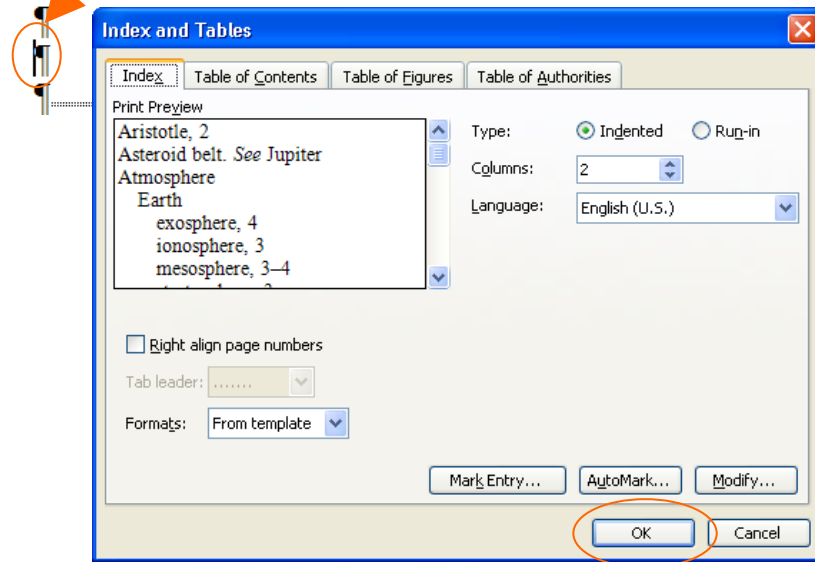 ¶
Index and Tables
¶
Index Table of Contents Table of Figures Table of Authorities
¶
Print Preview
Aristotle, 2
Asteroid belt. See Jupiter
Atmosphere
Earth
exosphere, 4
ionosphere, 3
mesosphere, 3–4
Type: Indented Run-in
Columns: 2
Language: English (U.S.)
Right align page numbers
Tab leader: .......
Formats: From template
Mark Entry... AutoMark... Modify...
OK Cancel